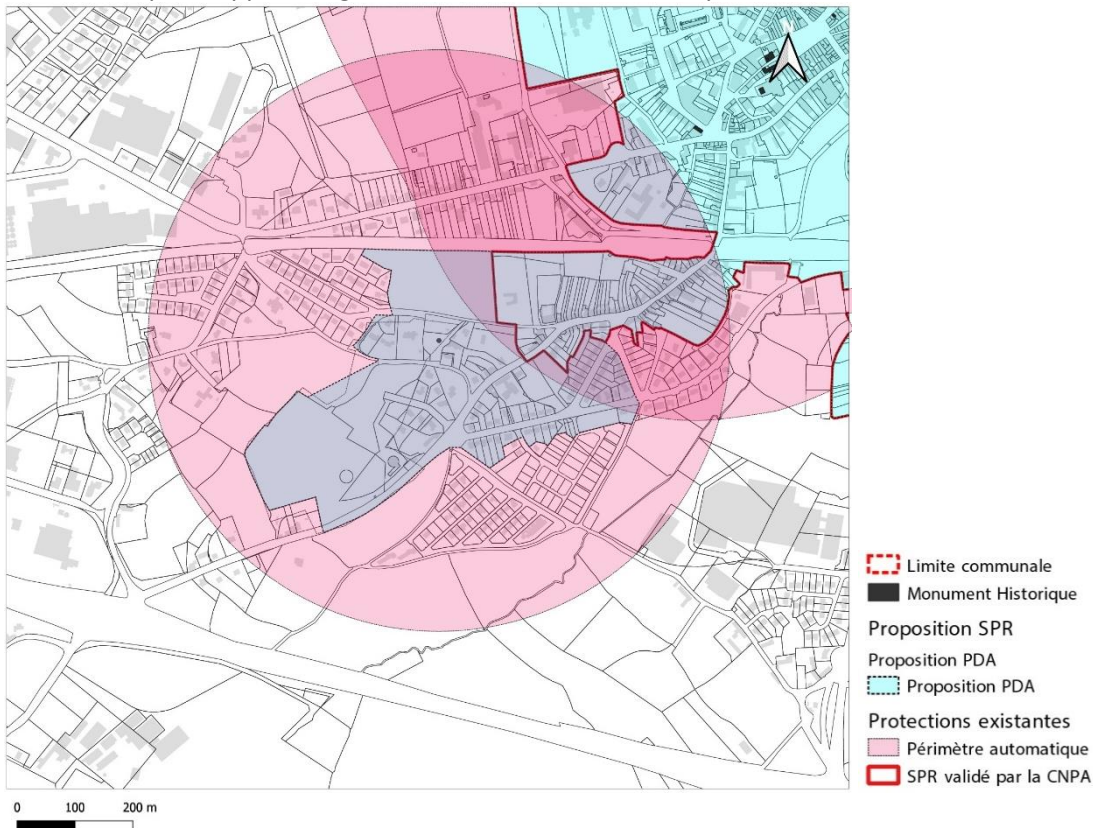 Limite communale
Monument Historique
Proposition SPR
Proposition PDA
Proposition PDA
Protections existantes
Périmètre automatique
SPR validé par la CNPA
0 100 200 m